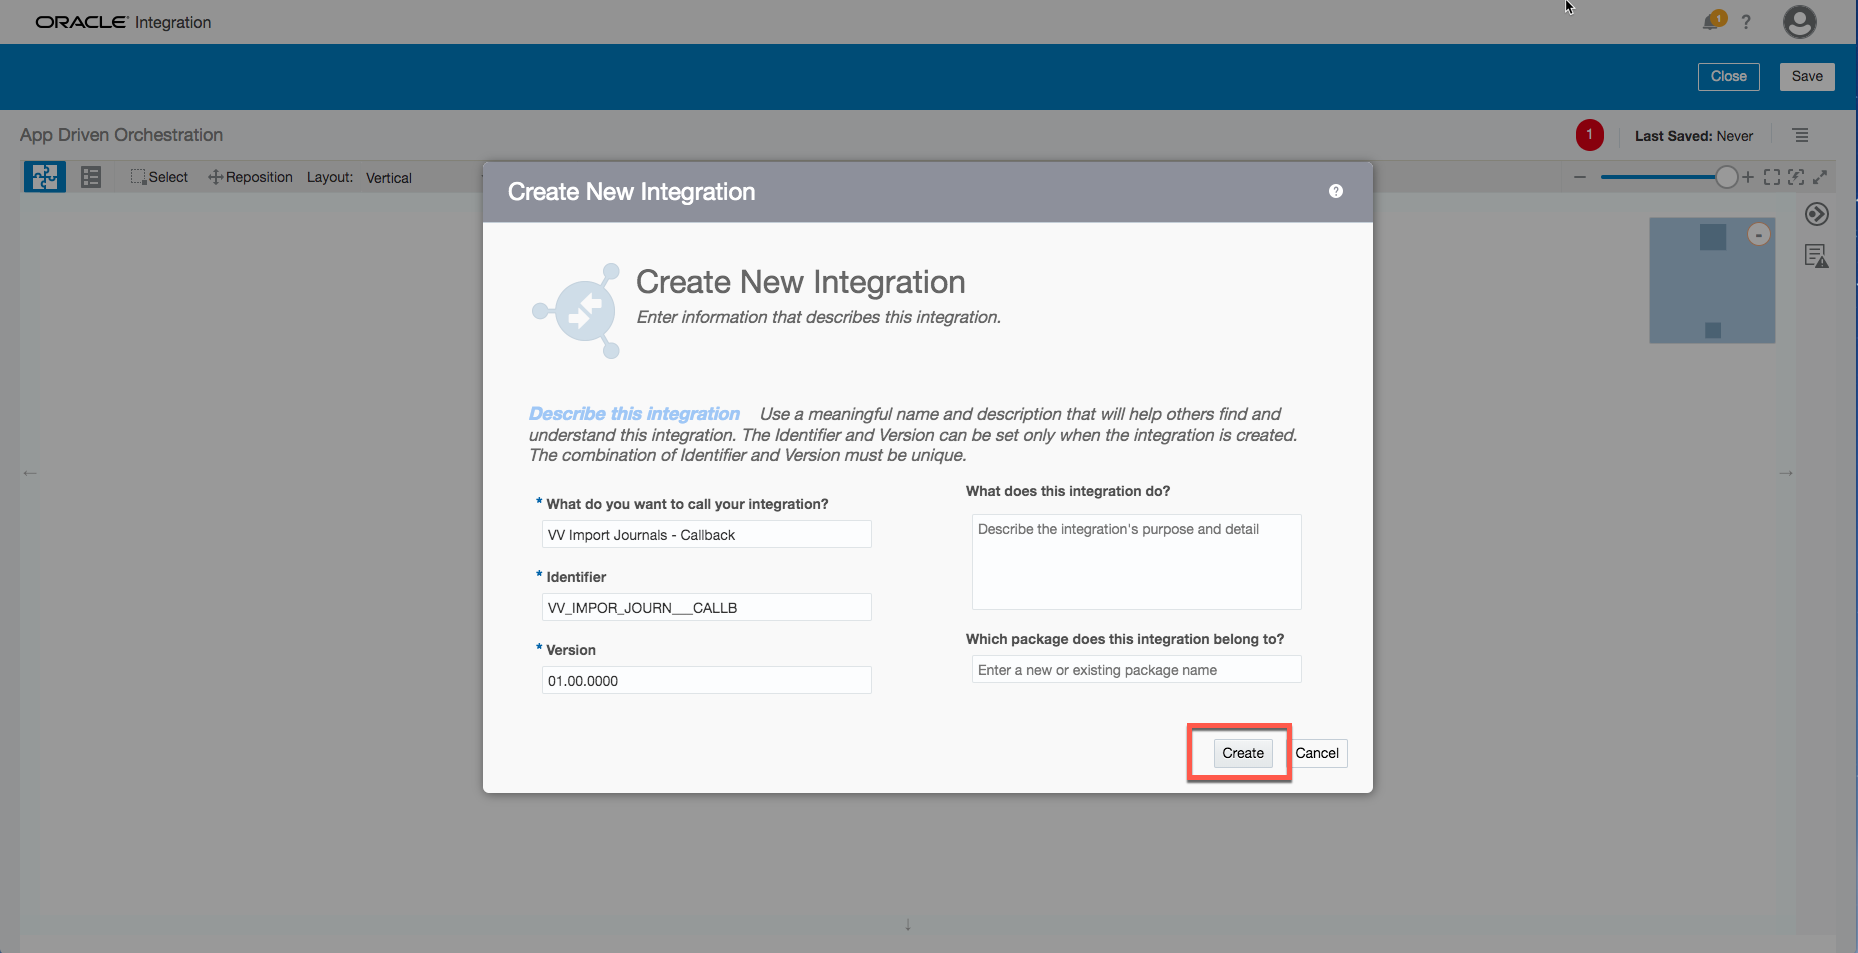 ORACLE Integration
1
?
Close
Save
App Driven Orchestration
1
Last Saved: Never
Select
Reposition
Layout:
Vertical
Create New Integration
?
Create New Integration
Enter information that describes this integration.
Describe this integration Use a meaningful name and description that will help others find and
understand this integration. The Identifier and Version can be set only when the integration is created.
The combination of Identifier and Version must be unique.
* What do you want to call your integration?
VV Import Journals - Callback
* Identifier
VV_IMPOR_JOURN___CALLB
* Version
01.00.0000
What does this integration do?
Describe the integration's purpose and detail
Which package does this integration belong to?
Enter a new or existing package name
Create
Cancel